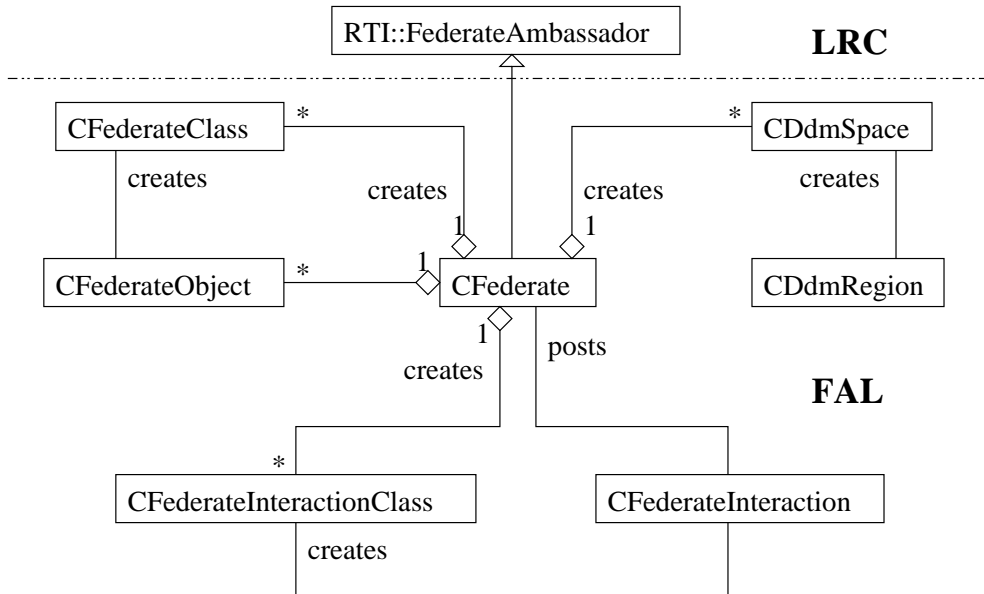 RTI::FederateAmbassador
LRC
CFederateClass
*
*
CDdmSpace
creates
creates
creates
creates
1
1
CFederateObject
*
1
CFederate
CDdmRegion
1
posts
creates
FAL
*
CFederateInteractionClass
CFederateInteraction
creates